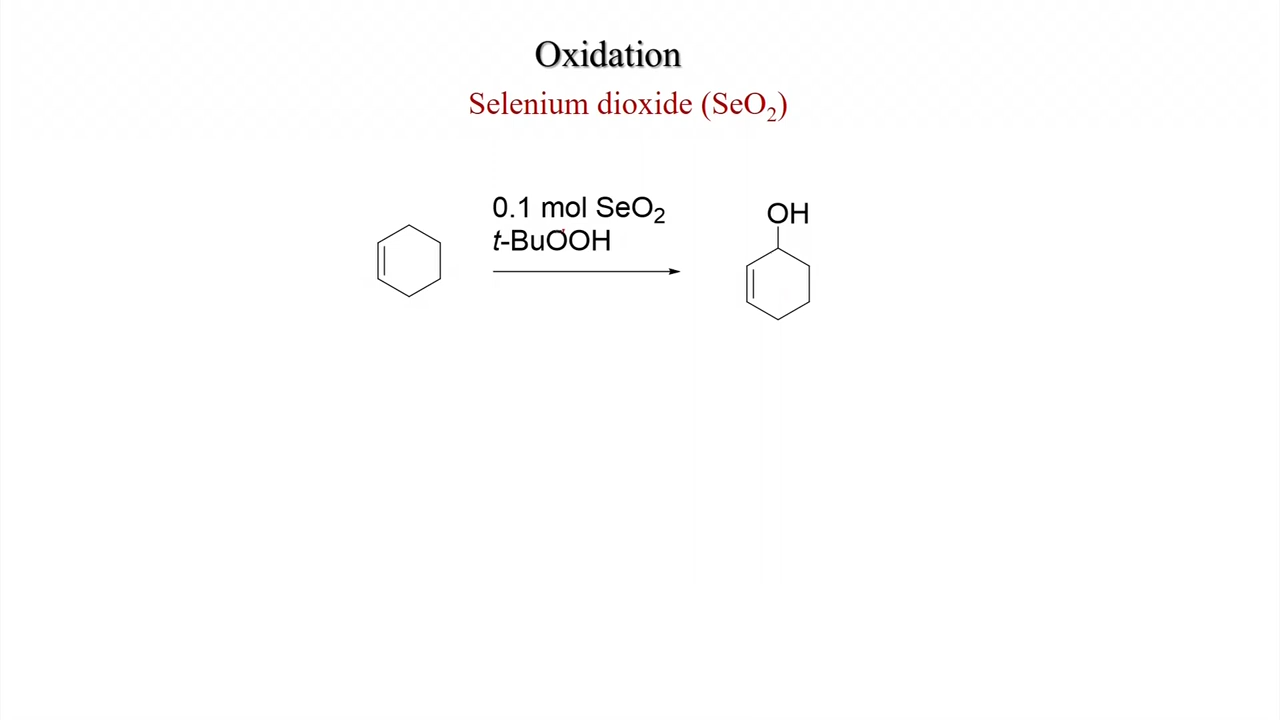 Oxidation
Selenium dioxide (SeO₂)
0.1 mol SeO₂
t-BuOOH
OH